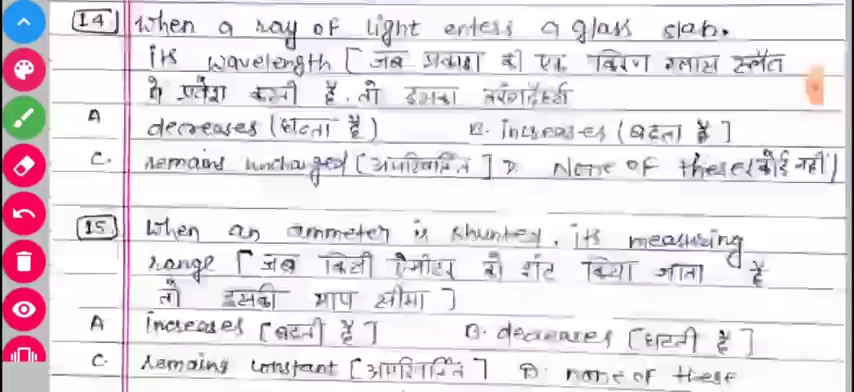 14 When a ray of light enters a glass slab.
its wavelength [ जब प्रकाश की एक किरण ग्लास स्लैब
में प्रवेश करती है, तो इसका तरंगदैर्ध्य
A decreases (घटता है) B. increases (बढ़ता है ]
C. remains unchanged [अपरिवर्तित ] D. None of these(कोई नहीं)
15 When an ammeter is shunted, its measuring
range [ जब किसी ऐमीटर को शंट किया जाता है
तो इसकी माप सीमा ]
A increases [बढ़ती है ] B. decreases [घटती है ]
C. remains constant [अपरिवर्तित ] D. none of these